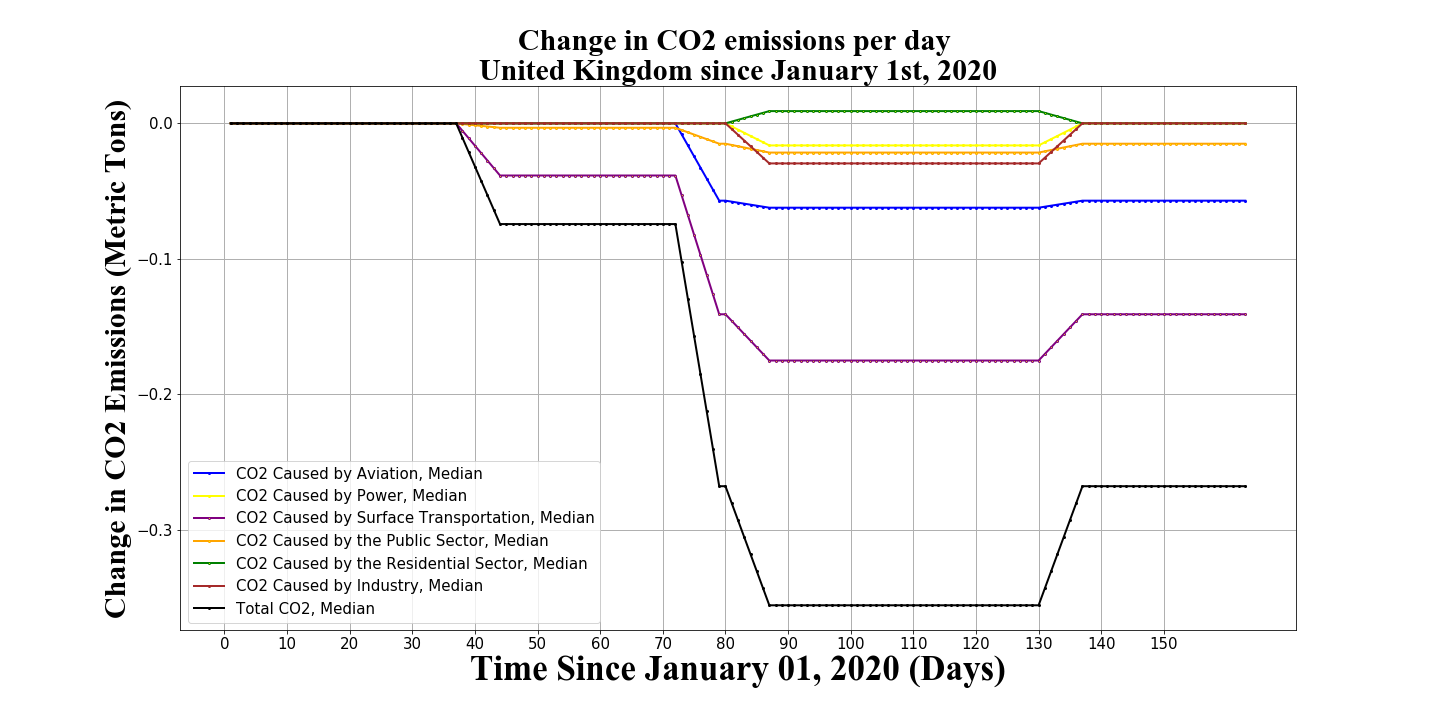 Change in CO2 emissions per day
United Kingdom since January 1st, 2020
Change in CO2 Emissions (Metric Tons)
0.0
−0.1
−0.2
−0.3
CO2 Caused by Aviation, Median
CO2 Caused by Power, Median
CO2 Caused by Surface Transportation, Median
CO2 Caused by the Public Sector, Median
CO2 Caused by the Residential Sector, Median
CO2 Caused by Industry, Median
Total CO2, Median
0 10 20 30 40 50 60 70 80 90 100 110 120 130 140 150
Time Since January 01, 2020 (Days)